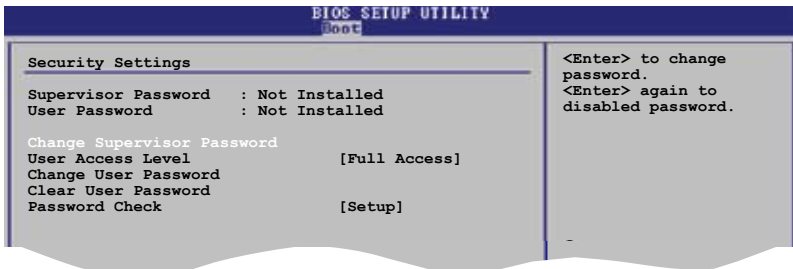 BIOS SETUP UTILITY
Boot
Security Settings
Supervisor Password : Not Installed
User Password : Not Installed
Change Supervisor Password
User Access Level [Full Access]
Change User Password
Clear User Password
Password Check [Setup]
<Enter> to change
password.
<Enter> again to
disabled password.